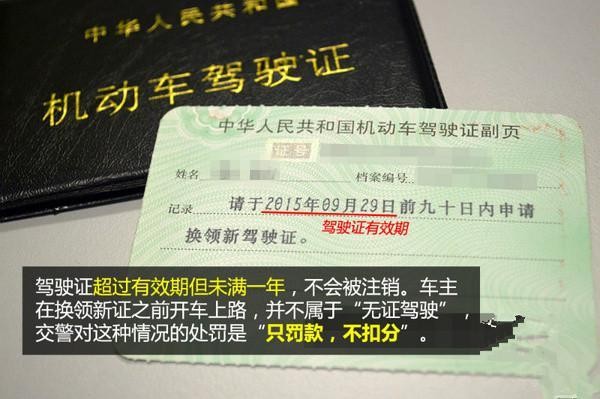 中华人民共和国
机动车驾驶证
中华人民共和国机动车驾驶证副页
证号
姓名 档案编号
记录 请于2015年09月29日前九十日内申请
驾驶证有效期
换领新驾驶证。
驾驶证超过有效期但未满一年，不会被注销。车主
在换领新证之前开车上路，并不属于“无证驾驶”，
交警对这种情况的处罚是“只罚款，不扣分”。